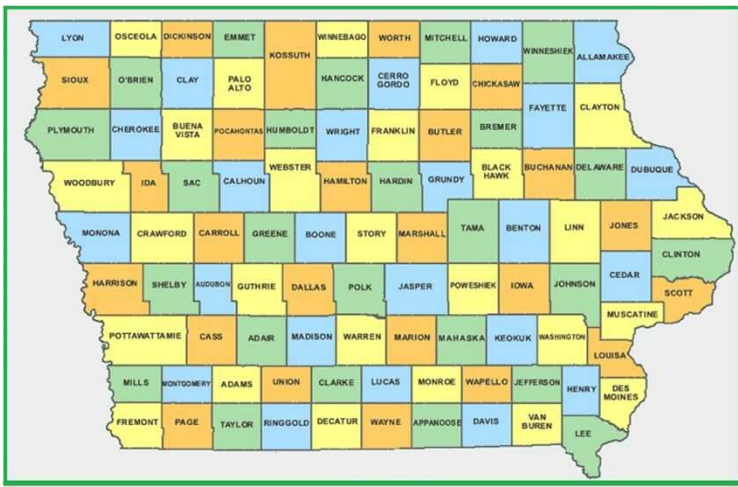 LYON
OSCEOLA
DICKINSON
EMMET
KOSSUTH
WINNEBAGO
WORTH
MITCHELL
HOWARD
WINNESHIEK
ALLAMAKEE
SIOUX
O'BRIEN
CLAY
PALO
ALTO
HANCOCK
CERRO
GORDO
FLOYD
CHICKASAW
FAYETTE
CLAYTON
PLYMOUTH
CHEROKEE
BUENA
VISTA
POCAHONTAS
HUMBOLDT
WRIGHT
FRANKLIN
BUTLER
BREMER
WOODBURY
IDA
SAC
CALHOUN
WEBSTER
HAMILTON
HARDIN
GRUNDY
BLACK
HAWK
BUCHANAN
DELAWARE
DUBUQUE
MONONA
CRAWFORD
CARROLL
GREENE
BOONE
STORY
MARSHALL
TAMA
BENTON
LINN
JONES
JACKSON
CLINTON
HARRISON
SHELBY
AUDUBON
GUTHRIE
DALLAS
POLK
JASPER
POWESHIEK
IOWA
JOHNSON
CEDAR
SCOTT
MUSCATINE
POTTAWATTAMIE
CASS
ADAIR
MADISON
WARREN
MARION
MAHASKA
KEOKUK
WASHINGTON
LOUISA
MILLS
MONTGOMERY
ADAMS
UNION
CLARKE
LUCAS
MONROE
WAPELLO
JEFFERSON
HENRY
DES
MOINES
FREMONT
PAGE
TAYLOR
RINGGOLD
DECATUR
WAYNE
APPANOOSE
DAVIS
VAN
BUREN
LEE